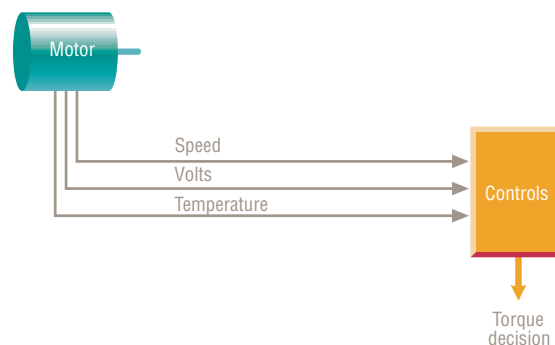 Motor
Speed
Volts
Temperature
Controls
Torque
decision